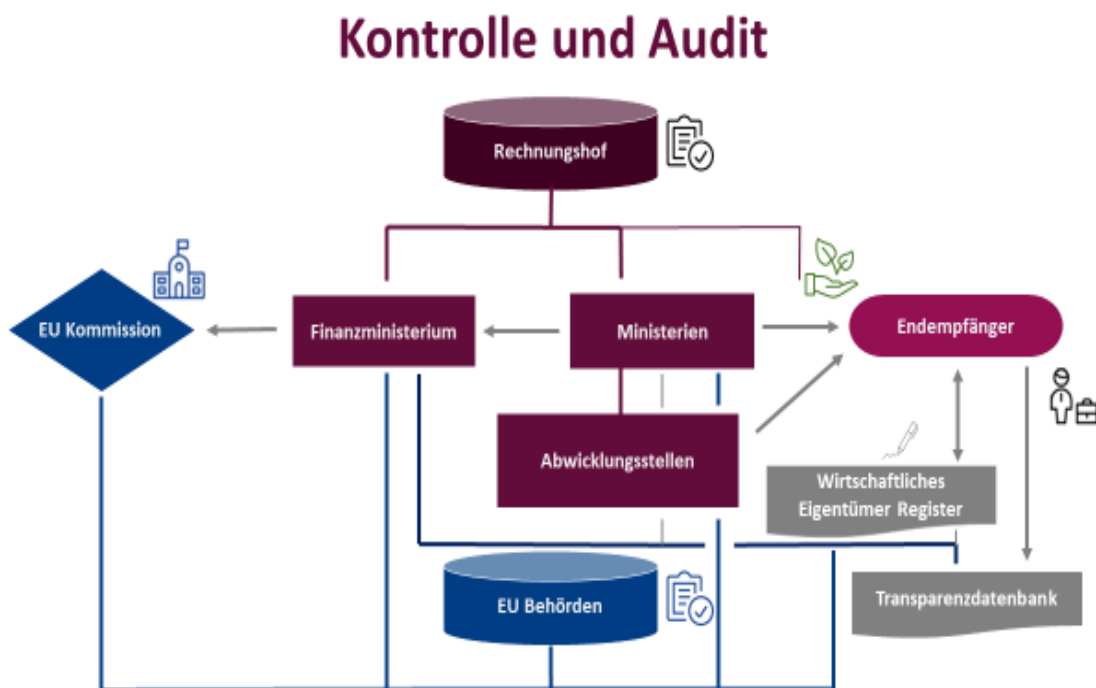 Kontrolle und Audit
Rechnungshof
EU Kommission
Finanzministerium
Ministerien
Endempfänger
Abwicklungsstellen
Wirtschaftliches
Eigentümer Register
EU Behörden
Transparenzdatenbank